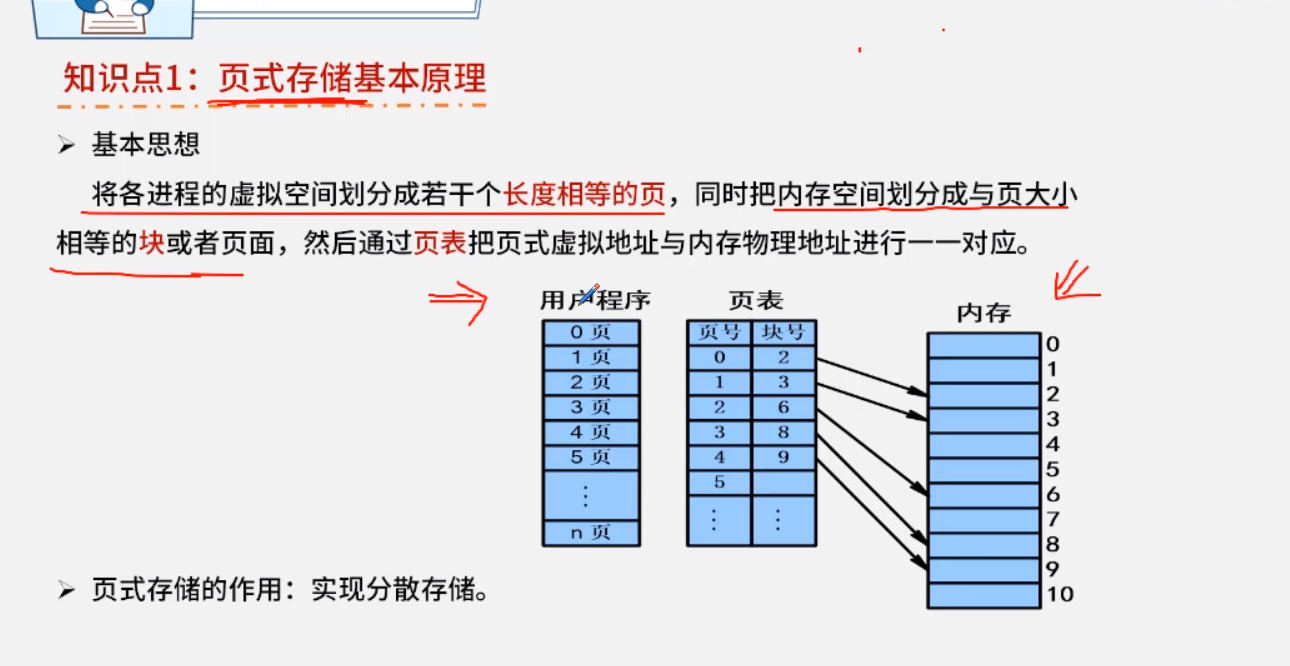 知识点1：页式存储基本原理
➢ 基本思想
将各进程的虚拟空间划分成若干个长度相等的页，同时把内存空间划分成与页大小
相等的块或者页面，然后通过页表把页式虚拟地址与内存物理地址进行一一对应。
用户程序
0 页
1 页
2 页
3 页
4 页
5 页
⋮
n 页
页表
页号 块号
0 2
1 3
2 6
3 8
4 9
5
⋮ ⋮
内存
0
1
2
3
4
5
6
7
8
9
10
➢ 页式存储的作用：实现分散存储。